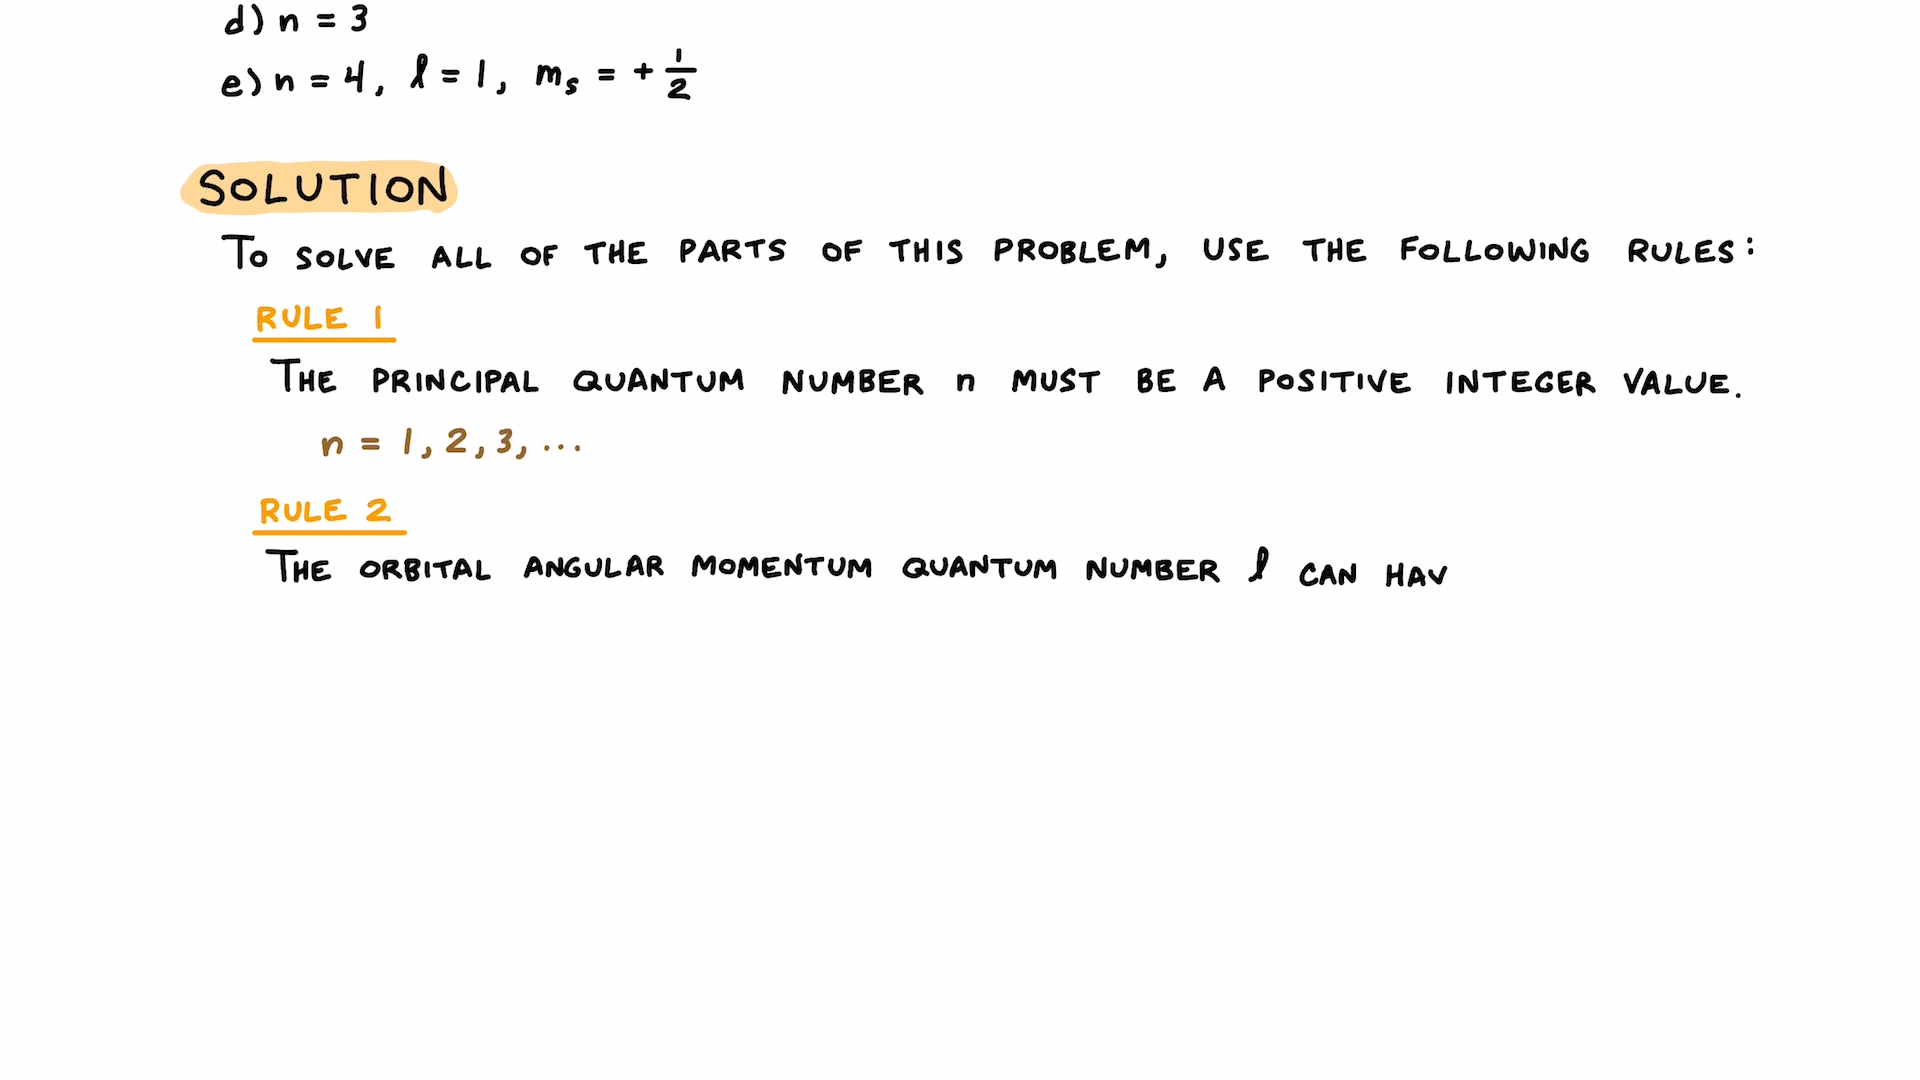 d) n = 3
e) n = 4, l = 1, mₛ = + 1/2
SOLUTION
TO SOLVE ALL OF THE PARTS OF THIS PROBLEM, USE THE FOLLOWING RULES:
RULE 1
THE PRINCIPAL QUANTUM NUMBER n MUST BE A POSITIVE INTEGER VALUE.
n = 1, 2, 3, ...
RULE 2
THE ORBITAL ANGULAR MOMENTUM QUANTUM NUMBER l CAN HAV